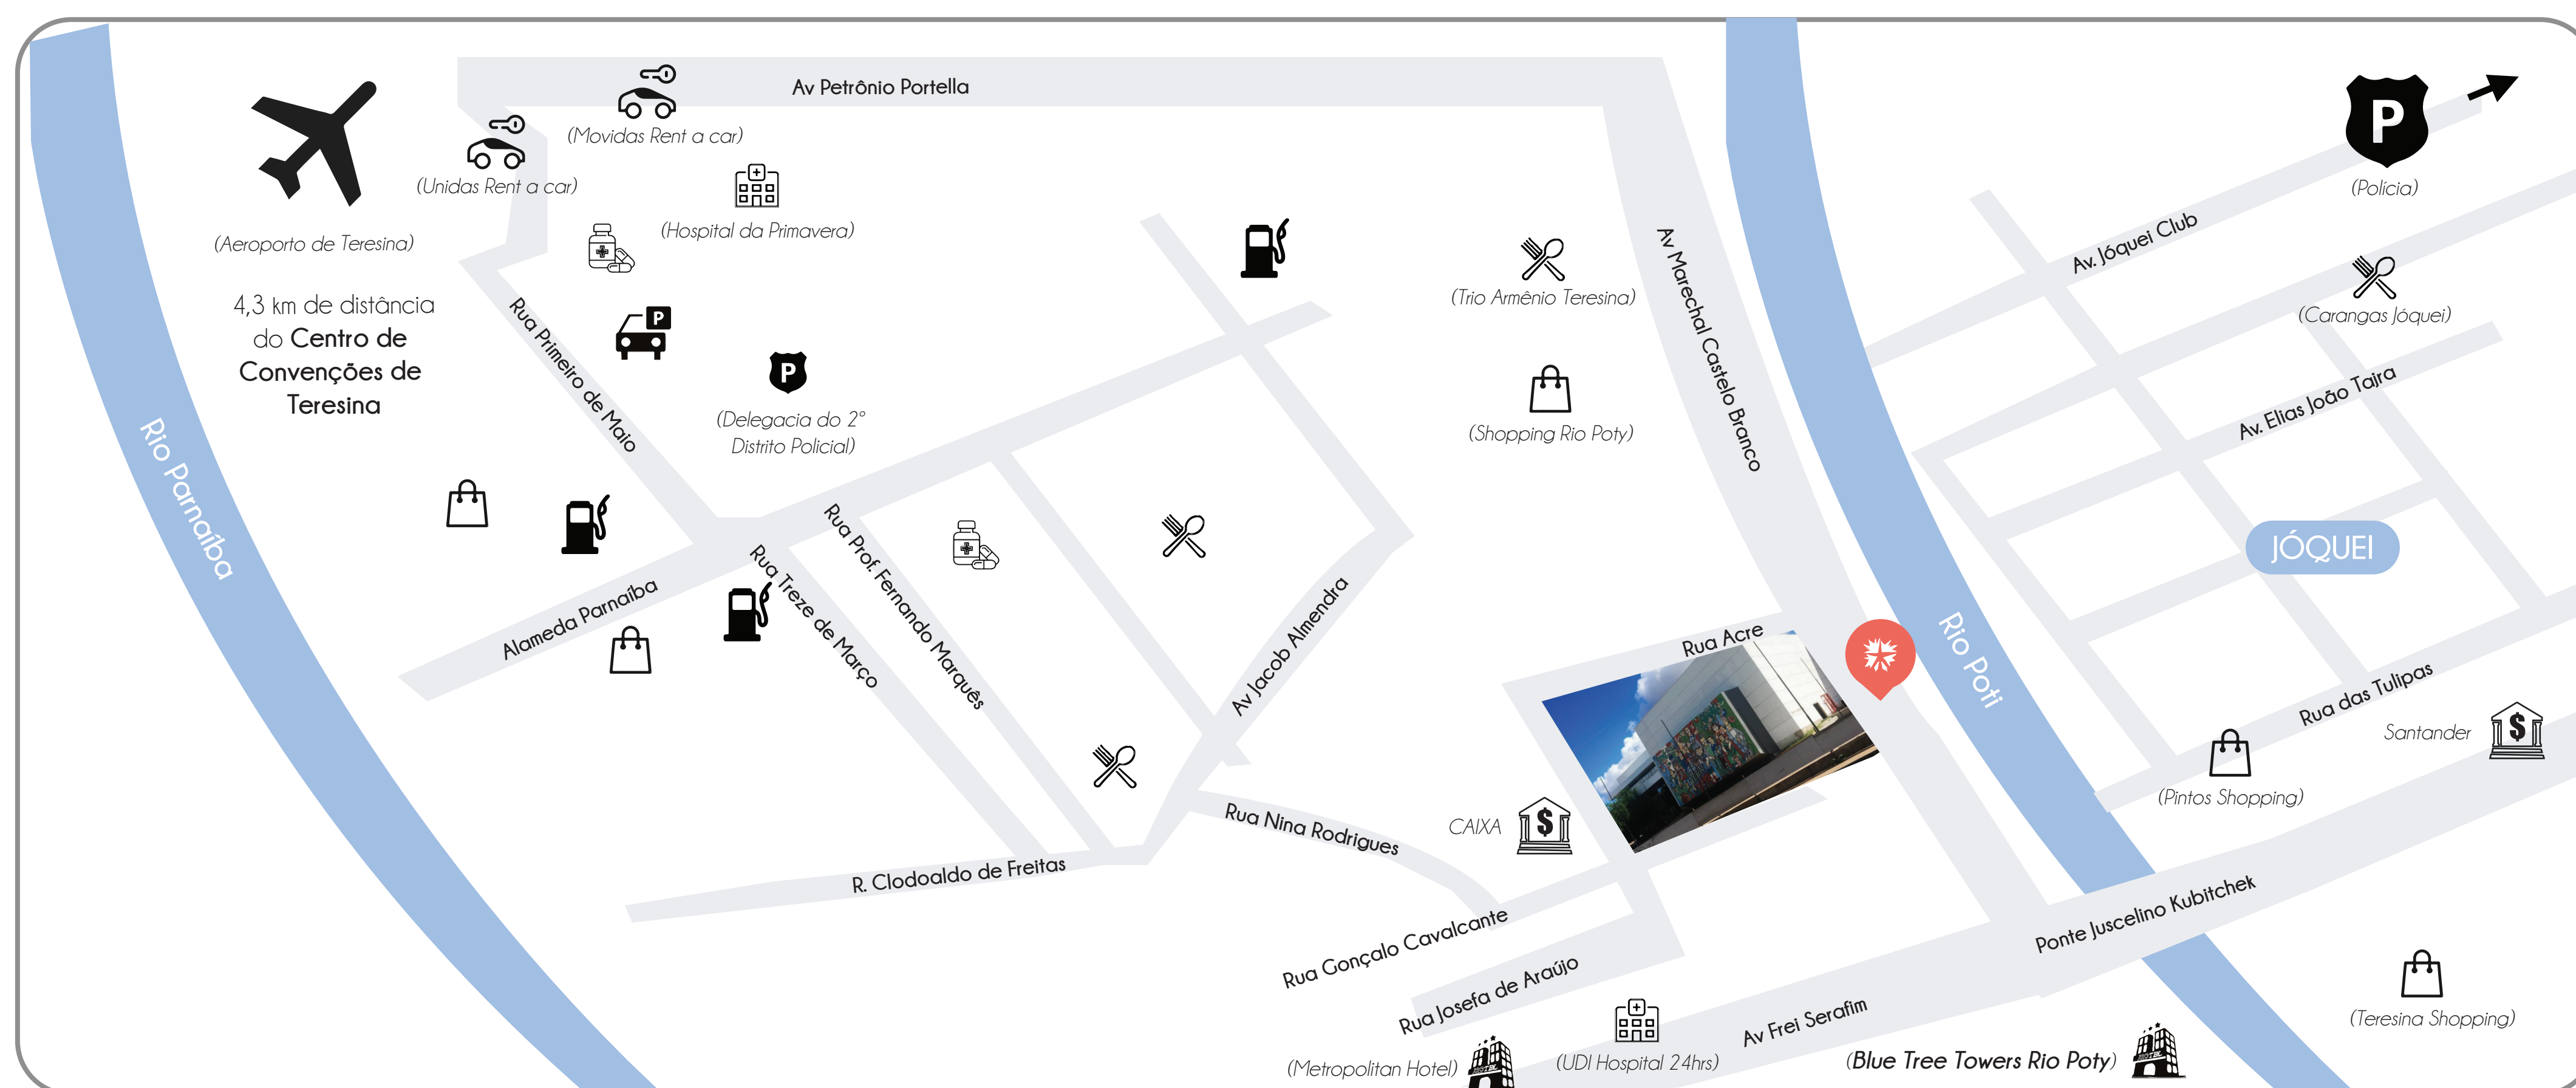 Av Petrônio Portella
(Movidas Rent a car)
(Unidas Rent a car)
(Hospital da Primavera)
(Aeroporto de Teresina)
4,3 km de distância
do Centro de
Convenções de
Teresina
Rio Parnaíba
Rua Primeiro de Maio
P
P
(Delegacia do 2º
Distrito Policial)
Alameda Parnaíba
Rua Treze de Março
Rua Prof. Fernando Marquês
Av Jacob Almendra
R. Clodoaldo de Freitas
Rua Nina Rodrigues
(Trio Armênio Teresina)
(Shopping Rio Poty)
Av Marechal Castelo Branco
Rua Acre
CAIXA
$
Rua Gonçalo Cavalcante
Rua Josefa de Araújo
(Metropolitan Hotel)
(UDI Hospital 24hrs)
Av Frei Serafim
(Blue Tree Towers Rio Poty)
Rio Poti
P
(Polícia)
Av. Jóquei Club
(Carangas Jóquei)
Av. Elias João Tajra
JÓQUEI
Rua das Tulipas
Santander
$
(Pintos Shopping)
Ponte Juscelino Kubitchek
(Teresina Shopping)